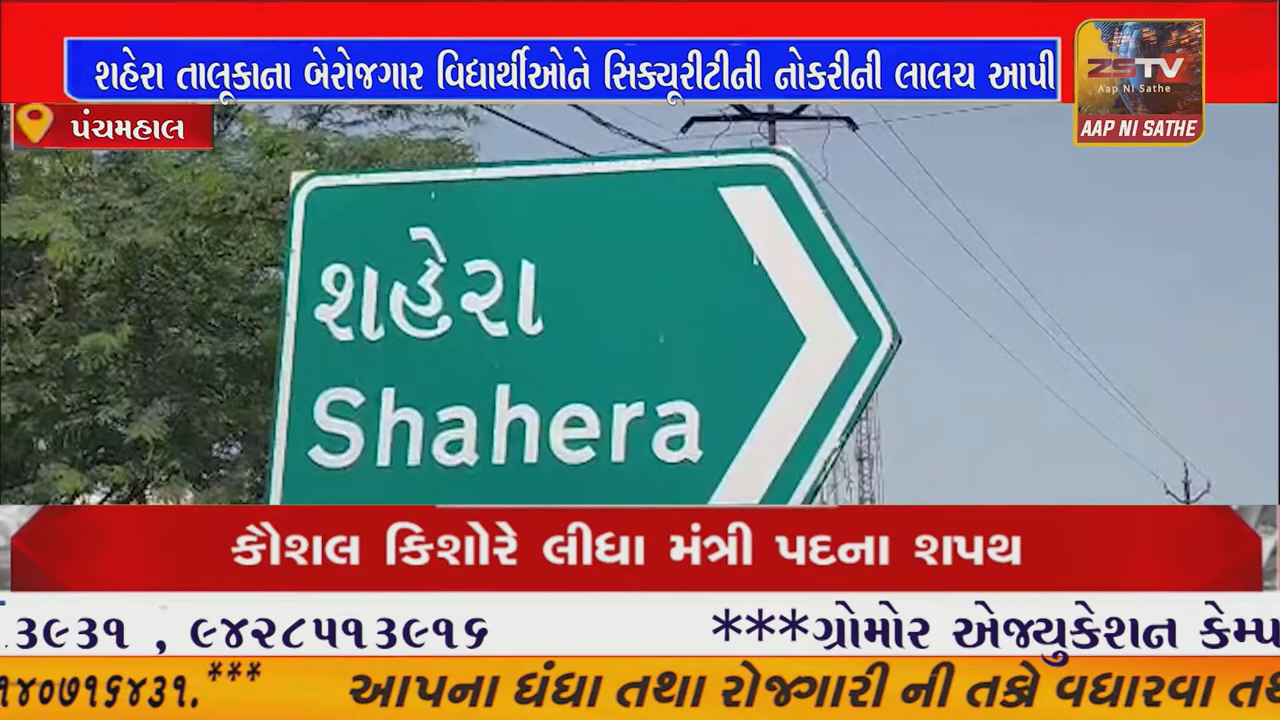 શહેરા તાલૂકાના બેરોજગાર વિદ્યાર્થીઓને સિક્યૂરીટીની નોકરીની લાલચ આપી
ZSTV
Aap Ni Sathe
AAP NI SATHE
પંચમહાલ
શહેરા
Shahera
કૌશલ કિશોરે લીધા મંત્રી પદના શપથ
૩૯૩૧ , ૯૪૨૮૫૧૩૯૧૬ ***ગ્રોમોર એજ્યુકેશન કેમ્પ
૧૪૦૭૧૬૪૩૧.*** આપના ધંધા તથા રોજગારી ની તકો વધારવા તથ